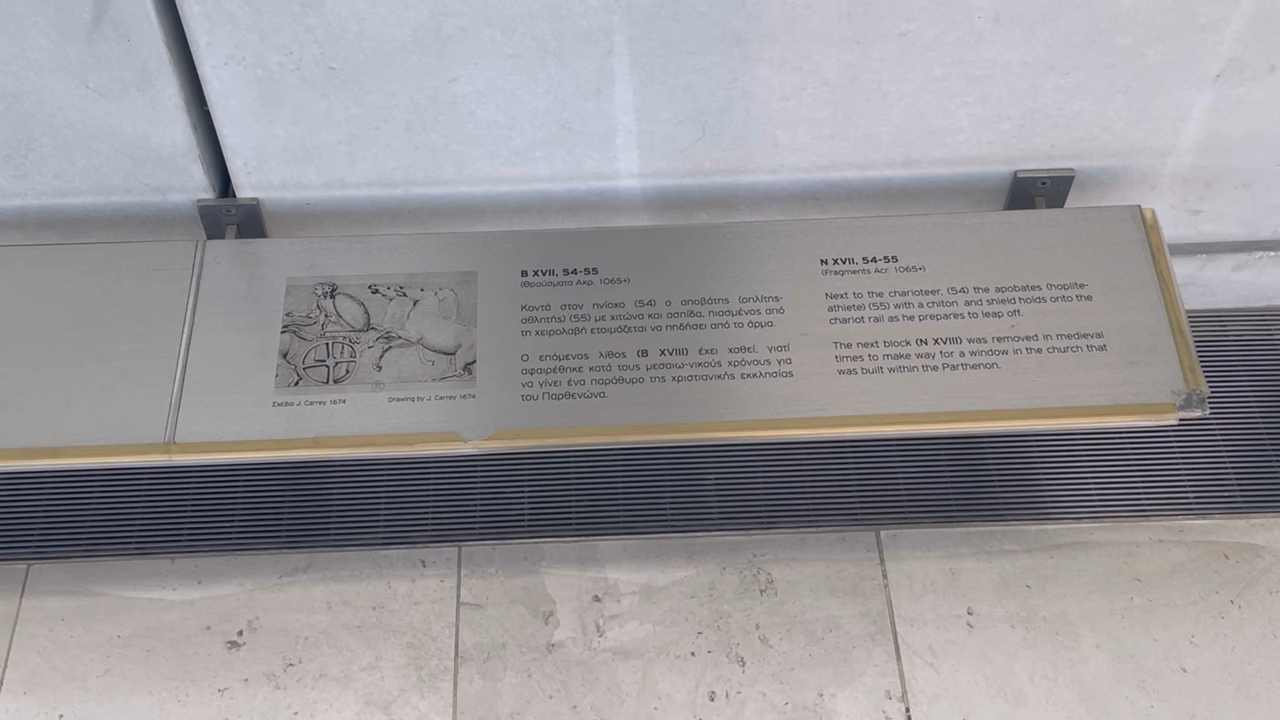 Σχέδιο J. Carrey 1674
Drawing by J. Carrey 1674
Β XVII, 54-55
(Θραύσματα Ακρ. 1065+)
Κοντά στον ηνίοχο (54) ο αποβάτης (οπλίτης-
αθλητής) (55) με χιτώνα και ασπίδα, πιασμένος από
τη χειρολαβή ετοιμάζεται να πηδήσει από το άρμα.
Ο επόμενος λίθος (Β XVIII) έχει χαθεί, γιατί
αφαιρέθηκε κατά τους μεσαιω-νικούς χρόνους για
να γίνει ένα παράθυρο της χριστιανικής εκκλησίας
του Παρθενώνα.
N XVII, 54-55
(Fragments Acr. 1065+)
Next to the charioteer, (54) the apobates (hoplite-
athlete) (55) with a chiton and shield holds onto the
chariot rail as he prepares to leap off.
The next block (N XVIII) was removed in medieval
times to make way for a window in the church that
was built within the Parthenon.